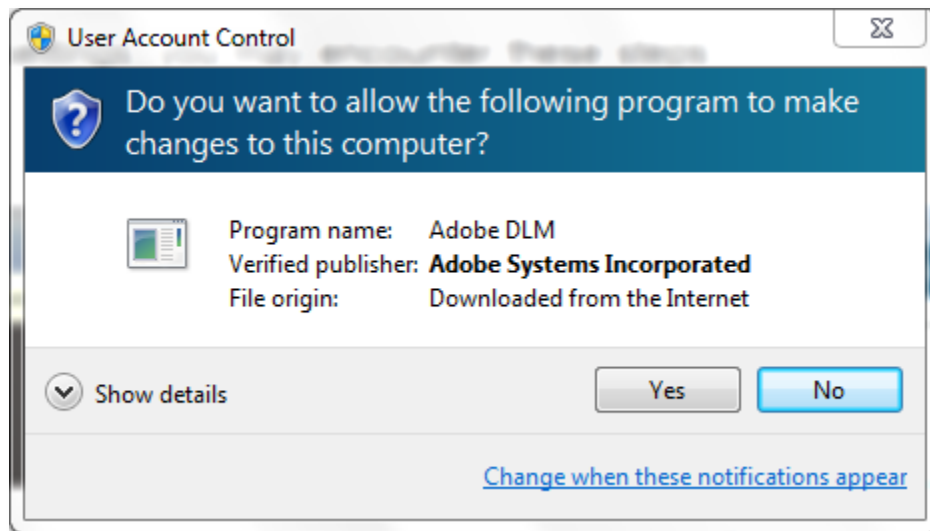 User Account Control
Do you want to allow the following program to make
changes to this computer?
Program name: Adobe DLM
Verified publisher: Adobe Systems Incorporated
File origin: Downloaded from the Internet
Show details
Yes
No
Change when these notifications appear